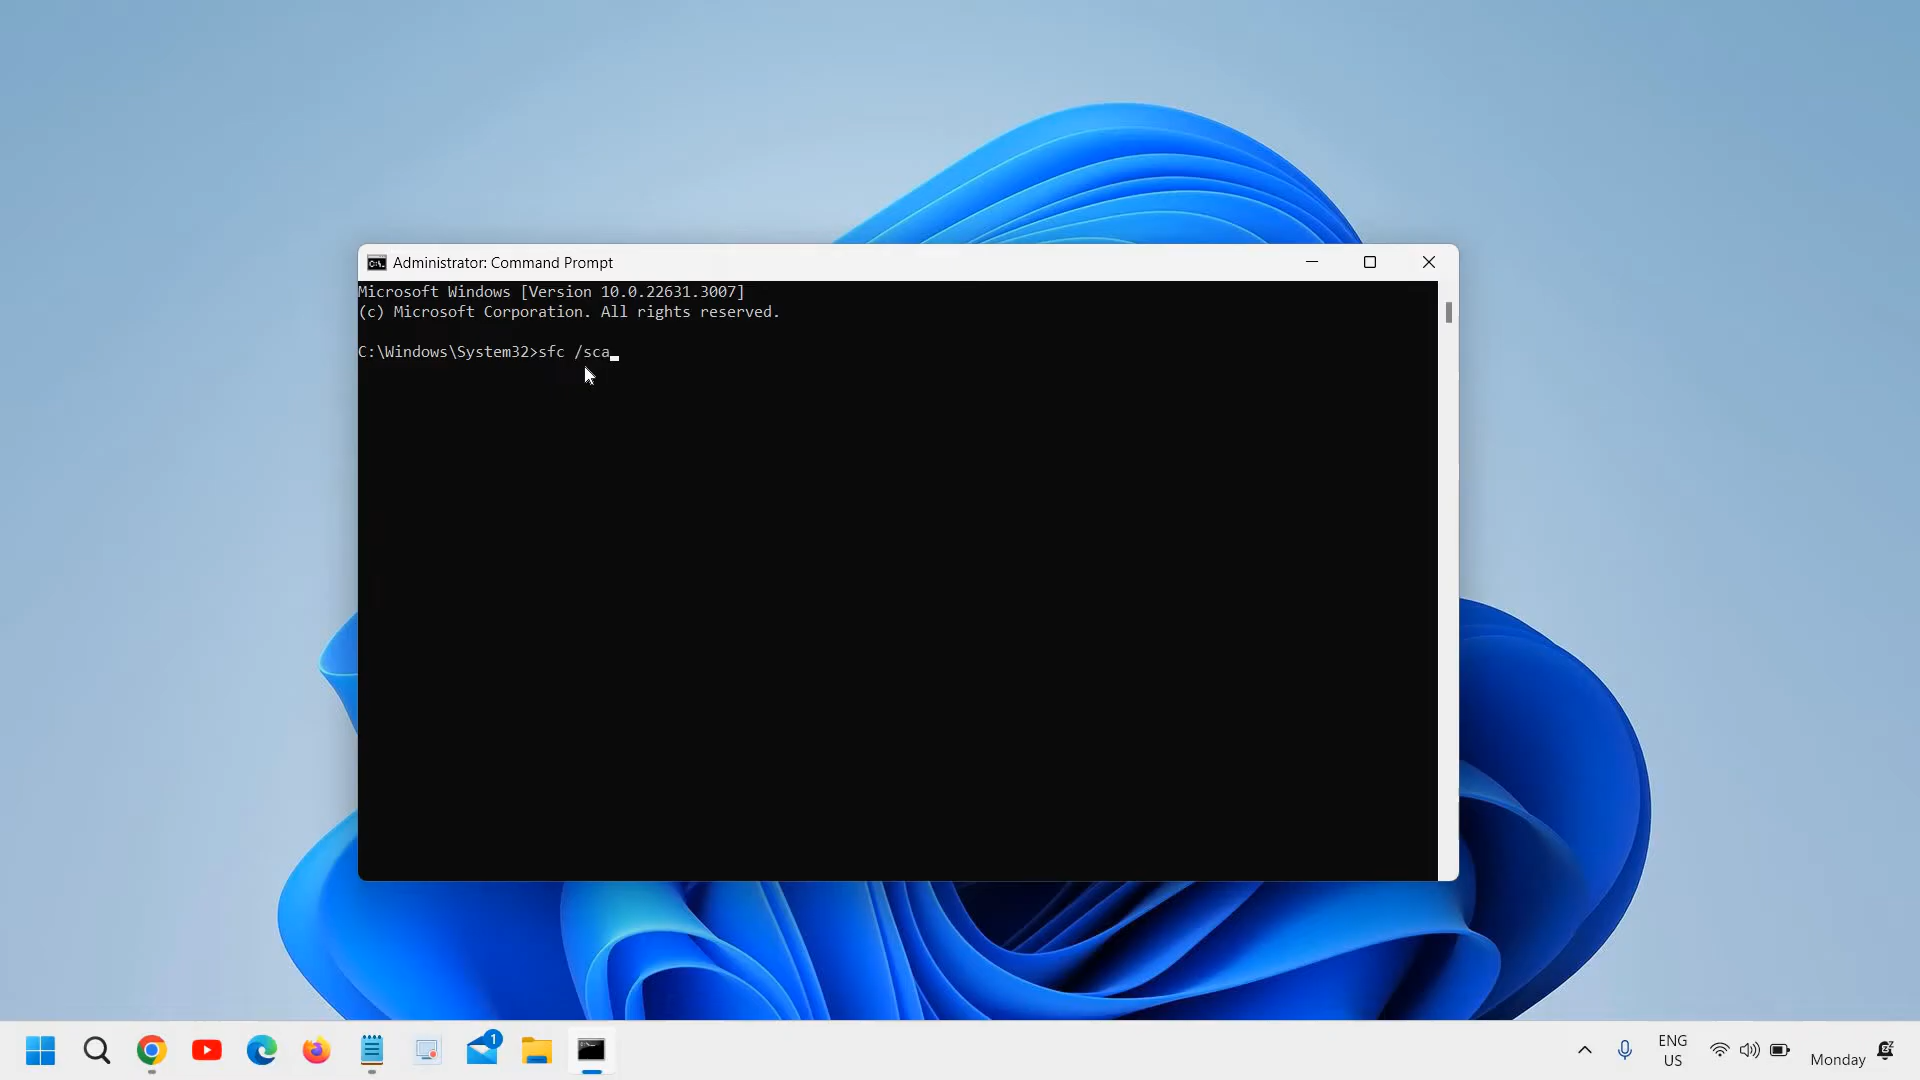 Administrator: Command Prompt
Microsoft Windows [Version 10.0.22631.3007]
(c) Microsoft Corporation. All rights reserved.
C:\Windows\System32>sfc /sca
1
ENG
US
Monday